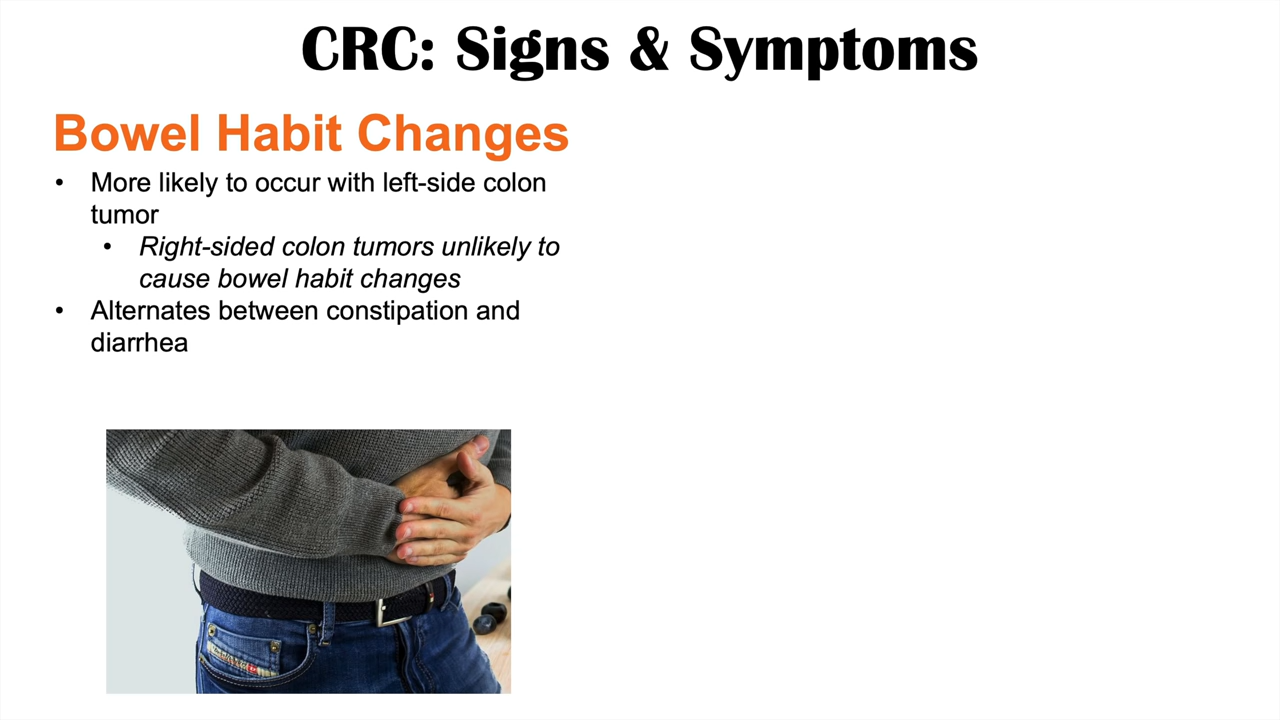 CRC: Signs & Symptoms
Bowel Habit Changes
• More likely to occur with left-side colon
tumor
• Right-sided colon tumors unlikely to
cause bowel habit changes
• Alternates between constipation and
diarrhea